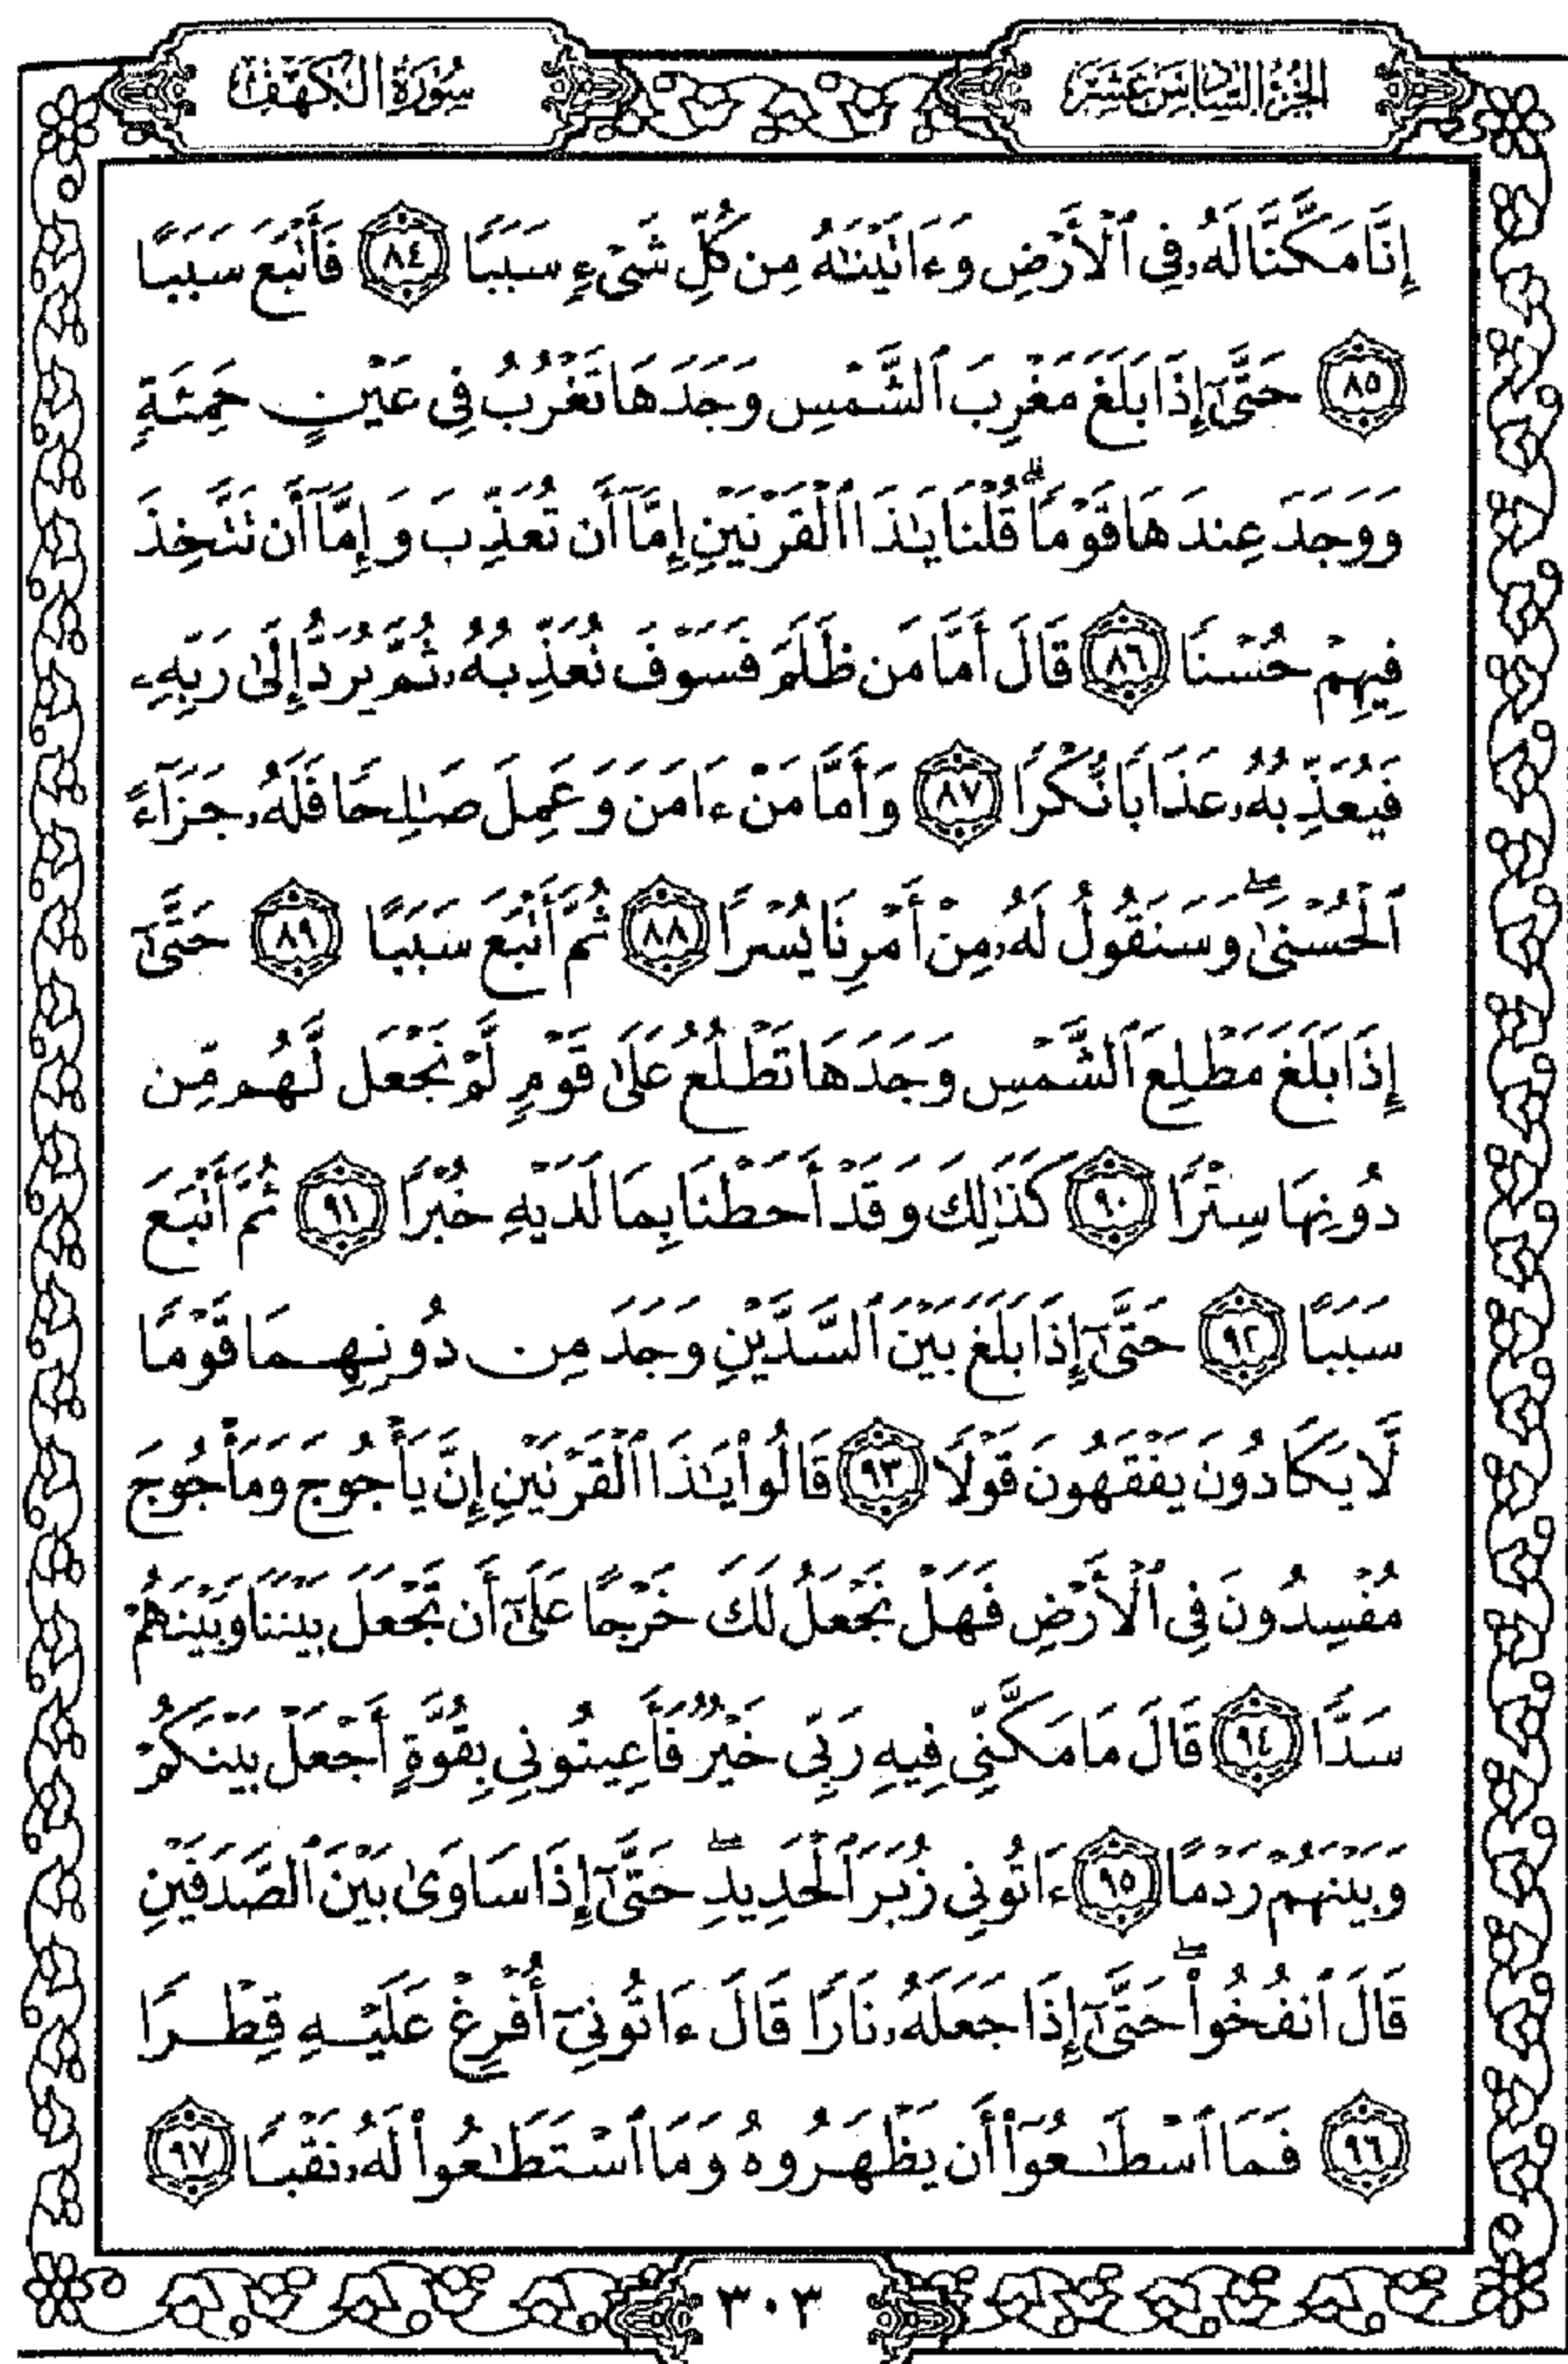 الجزء السادس عشر
سورة الكهف
إِنَّا مَكَّنَّا لَهُۥ فِي ٱلْأَرْضِ وَءَاتَيْنَٰهُ مِن كُلِّ شَيْءٍ سَبَبًا ٨٤ فَأَتْبَعَ سَبَبًا
٨٥ حَتَّىٰٓ إِذَا بَلَغَ مَغْرِبَ ٱلشَّمْسِ وَجَدَهَا تَغْرُبُ فِي عَيْنٍ حَمِئَةٍ
وَوَجَدَ عِندَهَا قَوْمًا ۗ قُلْنَا يَٰذَا ٱلْقَرْنَيْنِ إِمَّآ أَن تُعَذِّبَ وَإِمَّآ أَن تَتَّخِذَ
فِيهِمْ حُسْنًا ٨٦ قَالَ أَمَّا مَن ظَلَمَ فَسَوْفَ نُعَذِّبُهُۥ ثُمَّ يُرَدُّ إِلَىٰ رَبِّهِۦ
فَيُعَذِّبُهُۥ عَذَابًا نُّكْرًا ٨٧ وَأَمَّا مَنْ ءَامَنَ وَعَمِلَ صَٰلِحًا فَلَهُۥ جَزَآءً
ٱلْحُسْنَىٰ ۖ وَسَنَقُولُ لَهُۥ مِنْ أَمْرِنَا يُسْرًا ٨٨ ثُمَّ أَتْبَعَ سَبَبًا ٨٩ حَتَّىٰٓ
إِذَا بَلَغَ مَطْلِعَ ٱلشَّمْسِ وَجَدَهَا تَطْلُعُ عَلَىٰ قَوْمٍ لَّمْ نَجْعَل لَّهُم مِّن
دُونِهَا سِتْرًا ٩٠ كَذَٰلِكَ وَقَدْ أَحَطْنَا بِمَا لَدَيْهِ خُبْرًا ٩١ ثُمَّ أَتْبَعَ
سَبَبًا ٩٢ حَتَّىٰٓ إِذَا بَلَغَ بَيْنَ ٱلسَّدَّيْنِ وَجَدَ مِن دُونِهِمَا قَوْمًا
لَّا يَكَادُونَ يَفْقَهُونَ قَوْلًا ٩٣ قَالُوا۟ يَٰذَا ٱلْقَرْنَيْنِ إِنَّ يَأْجُوجَ وَمَأْجُوجَ
مُفْسِدُونَ فِي ٱلْأَرْضِ فَهَلْ نَجْعَلُ لَكَ خَرْجًا عَلَىٰٓ أَن تَجْعَلَ بَيْنَنَا وَبَيْنَهُمْ
سَدًّا ٩٤ قَالَ مَا مَكَّنِّي فِيهِ رَبِّي خَيْرٌ فَأَعِينُونِي بِقُوَّةٍ أَجْعَلْ بَيْنَكُمْ
وَبَيْنَهُمْ رَدْمًا ٩٥ ءَاتُونِي زُبَرَ ٱلْحَدِيدِ ۖ حَتَّىٰٓ إِذَا سَاوَىٰ بَيْنَ ٱلصَّدَفَيْنِ
قَالَ ٱنفُخُوا۟ ۖ حَتَّىٰٓ إِذَا جَعَلَهُۥ نَارًا قَالَ ءَاتُونِيٓ أُفْرِغْ عَلَيْهِ قِطْرًا
٩٦ فَمَا ٱسْطَٰعُوٓا۟ أَن يَظْهَرُوهُ وَمَا ٱسْتَطَٰعُوا۟ لَهُۥ نَقْبًا ٩٧
٣٠٣